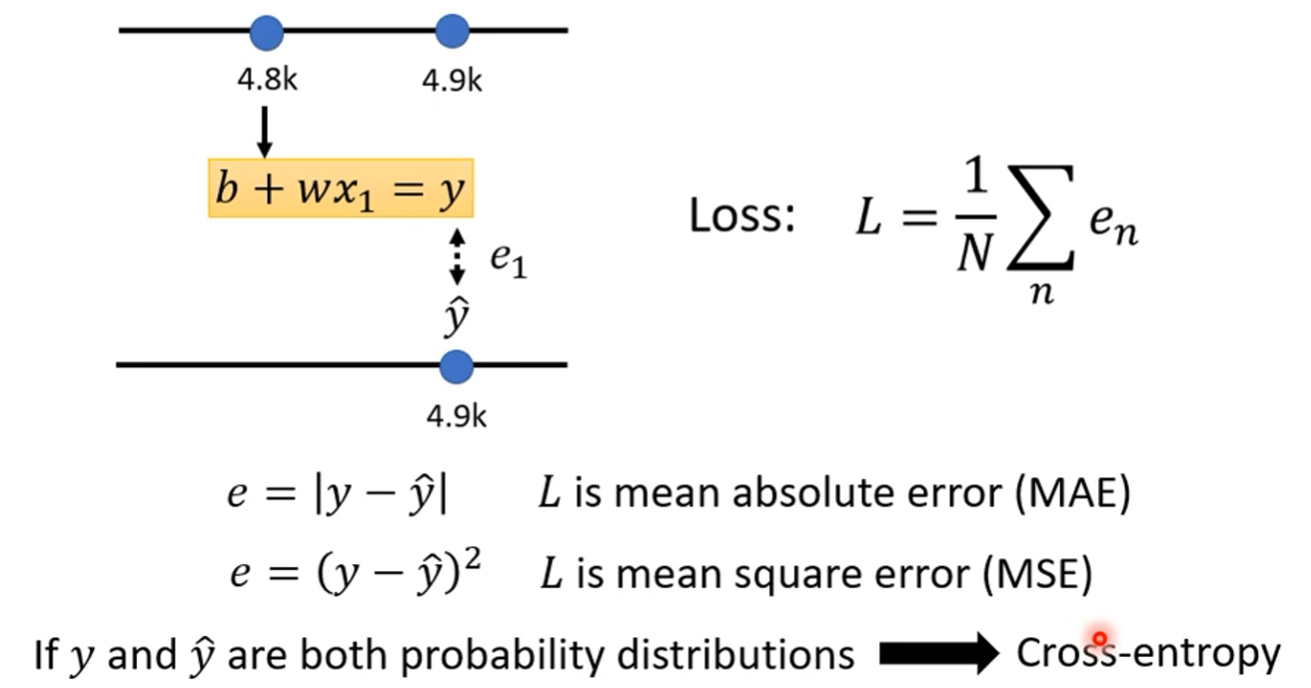 4.8k 4.9k
b + wx₁ = y
e₁
ŷ
4.9k
Loss: L = 1/N ∑ₙ eₙ
e = |y − ŷ| L is mean absolute error (MAE)
e = (y − ŷ)² L is mean square error (MSE)
If y and ŷ are both probability distributions Cross-entropy